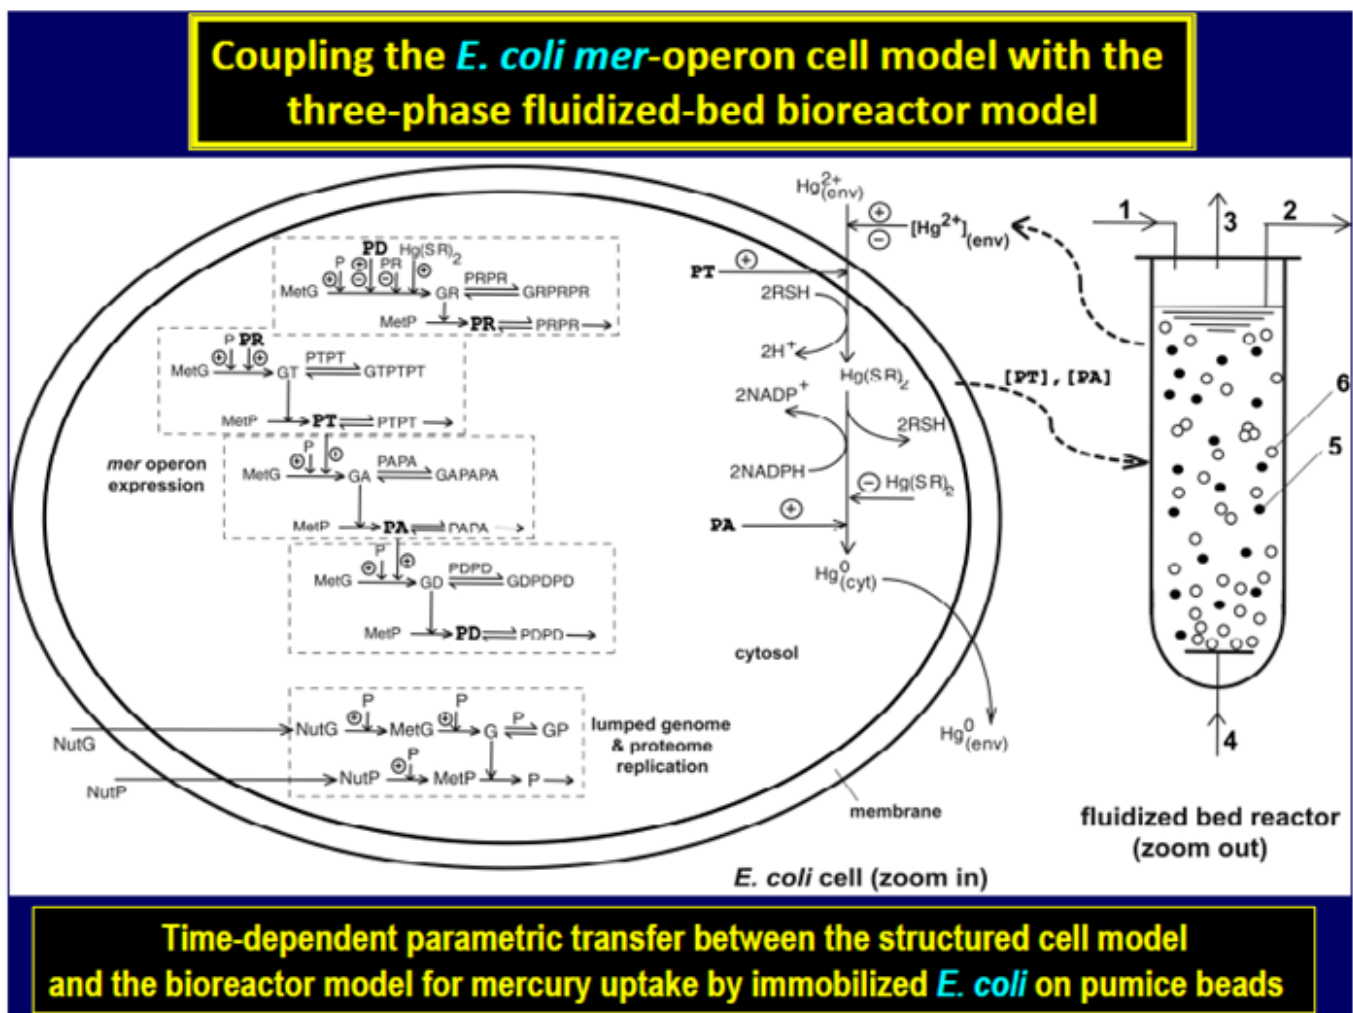 Coupling the E. coli mer-operon cell model with the
three-phase fluidized-bed bioreactor model
PD Hg(SR)2
P PR
⊕ ⊖ ⊖ ⊕
⊕
MetG GR PRPR GRPRPR
MetP PR PRPR
P PR
⊕ ⊕
MetG GT PTPT GTPTPT
MetP PT PTPT
mer operon
expression
P
⊕
MetG GA PAPA GAPAPA
MetP PA PAPA
P
⊕ ⊕
MetG GD PDPD GDPDPD
MetP PD PDPD
P P
⊕ ⊕
NutG NutG MetG G P GP
P
⊕
NutP NutP MetP P
lumped genome
& proteome
replication
Hg2+(env)
⊕
⊖
[Hg2+](env)
PT ⊕
2RSH
2H+
Hg(SR)2
2NADP+
2RSH
2NADPH
⊖ Hg(SR)2
PA ⊕
Hg0(cyt)
cytosol
Hg0(env)
membrane
E. coli cell (zoom in)
[PT],[PA]
1
3
2
6
5
4
fluidized bed reactor
(zoom out)
Time-dependent parametric transfer between the structured cell model
and the bioreactor model for mercury uptake by immobilized E. coli on pumice beads